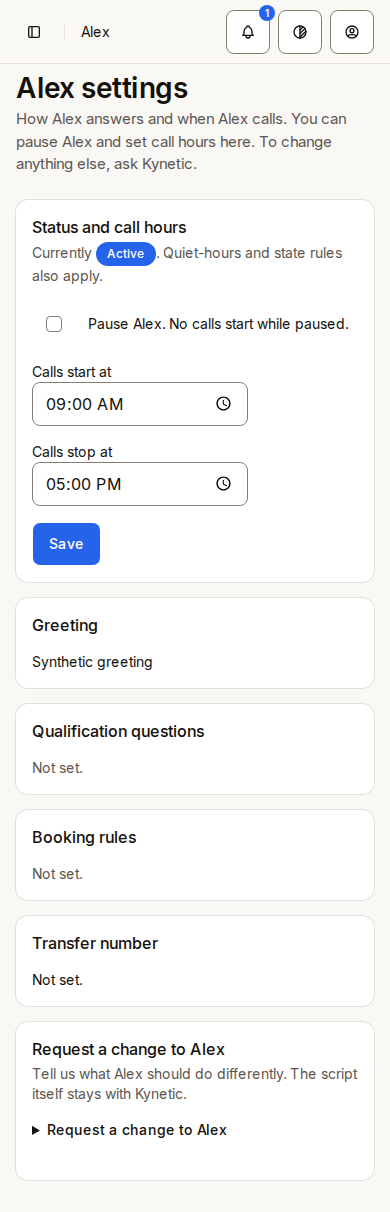 Alex
1
Alex settings
How Alex answers and when Alex calls. You can
pause Alex and set call hours here. To change
anything else, ask Kynetic.
Status and call hours
Currently Active. Quiet-hours and state rules
also apply.
Pause Alex. No calls start while paused.
Calls start at
09:00 AM
Calls stop at
05:00 PM
Save
Greeting
Synthetic greeting
Qualification questions
Not set.
Booking rules
Not set.
Transfer number
Not set.
Request a change to Alex
Tell us what Alex should do differently. The script
itself stays with Kynetic.
Request a change to Alex